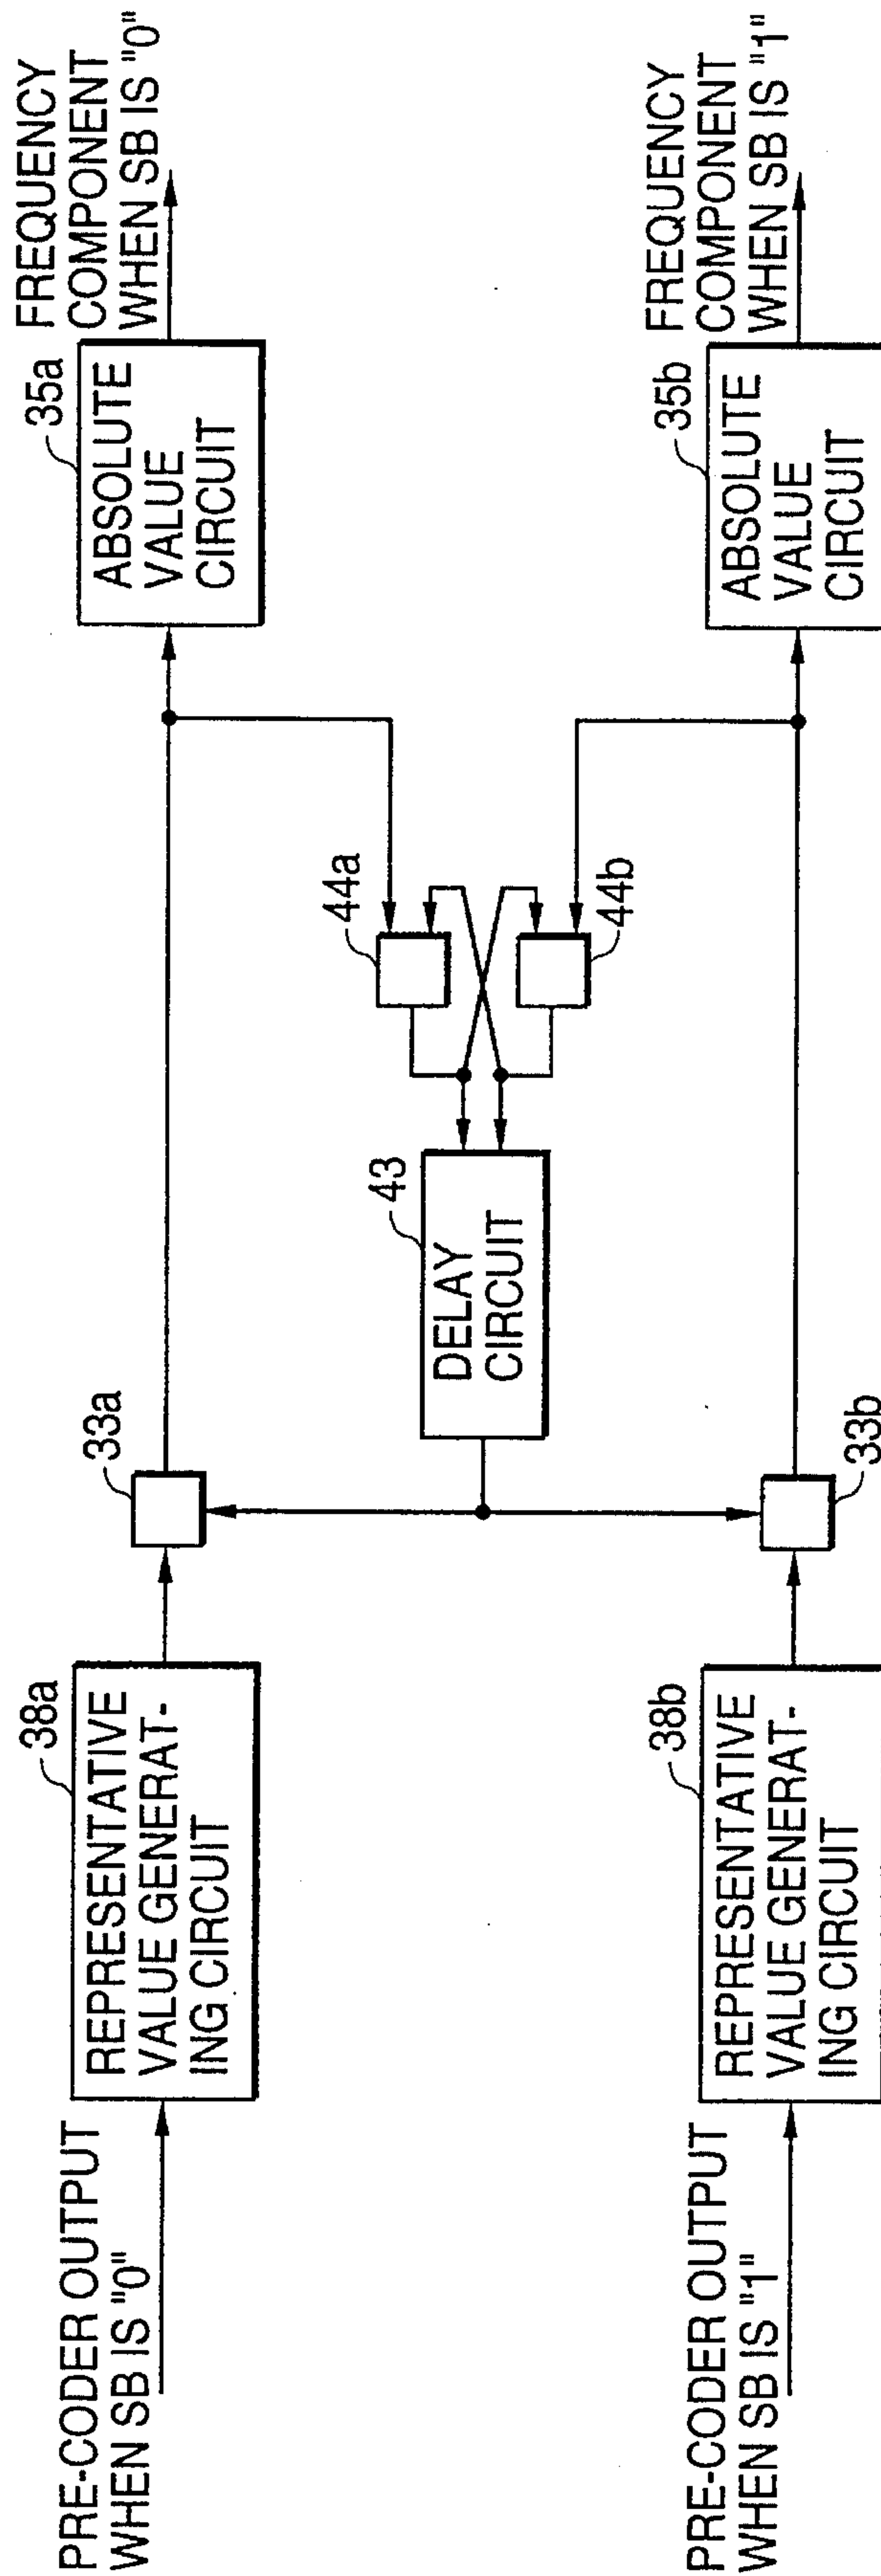 PRE-CODER OUTPUT
WHEN SB IS "0"
38a
REPRESENTATIVE
VALUE GENERAT-
ING CIRCUIT
33a
35a
ABSOLUTE
VALUE
CIRCUIT
FREQUENCY
COMPONENT
WHEN SB IS "0"
43
DELAY
CIRCUIT
44a
44b
PRE-CODER OUTPUT
WHEN SB IS "1"
38b
REPRESENTATIVE
VALUE GENERAT-
ING CIRCUIT
33b
35b
ABSOLUTE
VALUE
CIRCUIT
FREQUENCY
COMPONENT
WHEN SB IS "1"